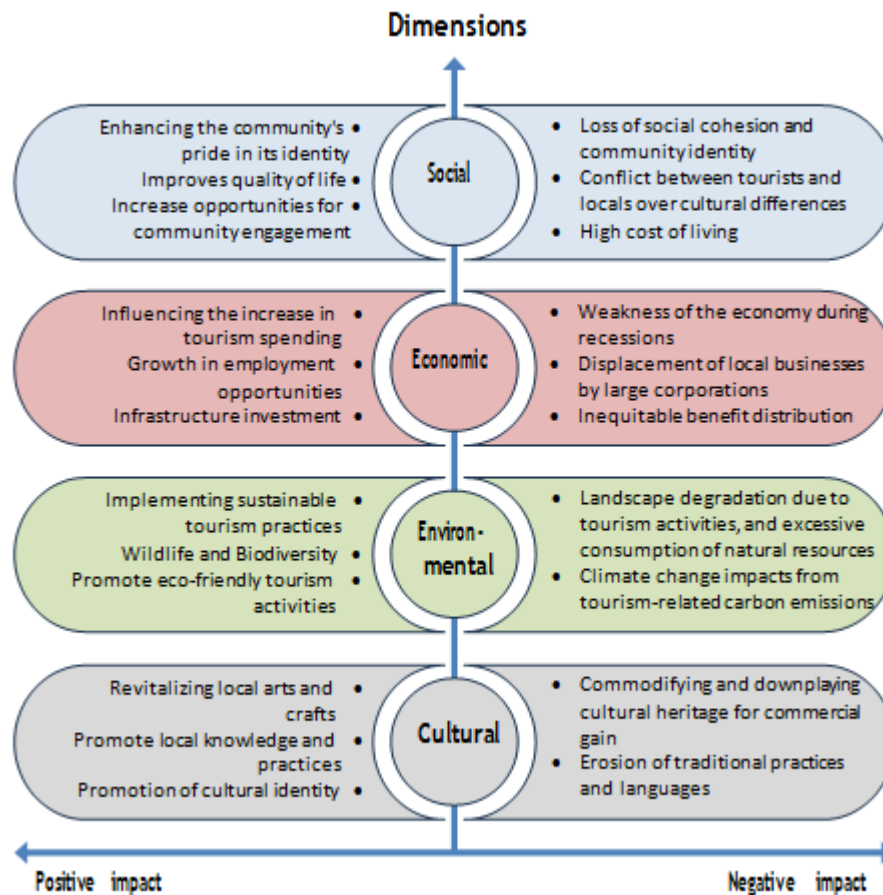 Dimensions
Enhancing the community's •
pride in its identity
Improves quality of life •
Increase opportunities for •
community engagement
Social
• Loss of social cohesion and
community identity
• Conflict between tourists and
locals over cultural differences
• High cost of living
Influencing the increase in •
tourism spending
Growth in employment •
opportunities
Infrastructure investment •
Economic
• Weakness of the economy during
recessions
• Displacement of local businesses
by large corporations
• Inequitable benefit distribution
Implementing sustainable •
tourism practices
Wildlife and Biodiversity •
Promote eco-friendly tourism •
activities
Environ-
mental
• Landscape degradation due to
tourism activities, and excessive
consumption of natural resources
• Climate change impacts from
tourism-related carbon emissions
Revitalizing local arts and •
crafts
Promote local knowledge and •
practices
Promotion of cultural identity •
Cultural
• Commodifying and downplaying
cultural heritage for commercial
gain
• Erosion of traditional practices
and languages
Positive impact
Negative impact